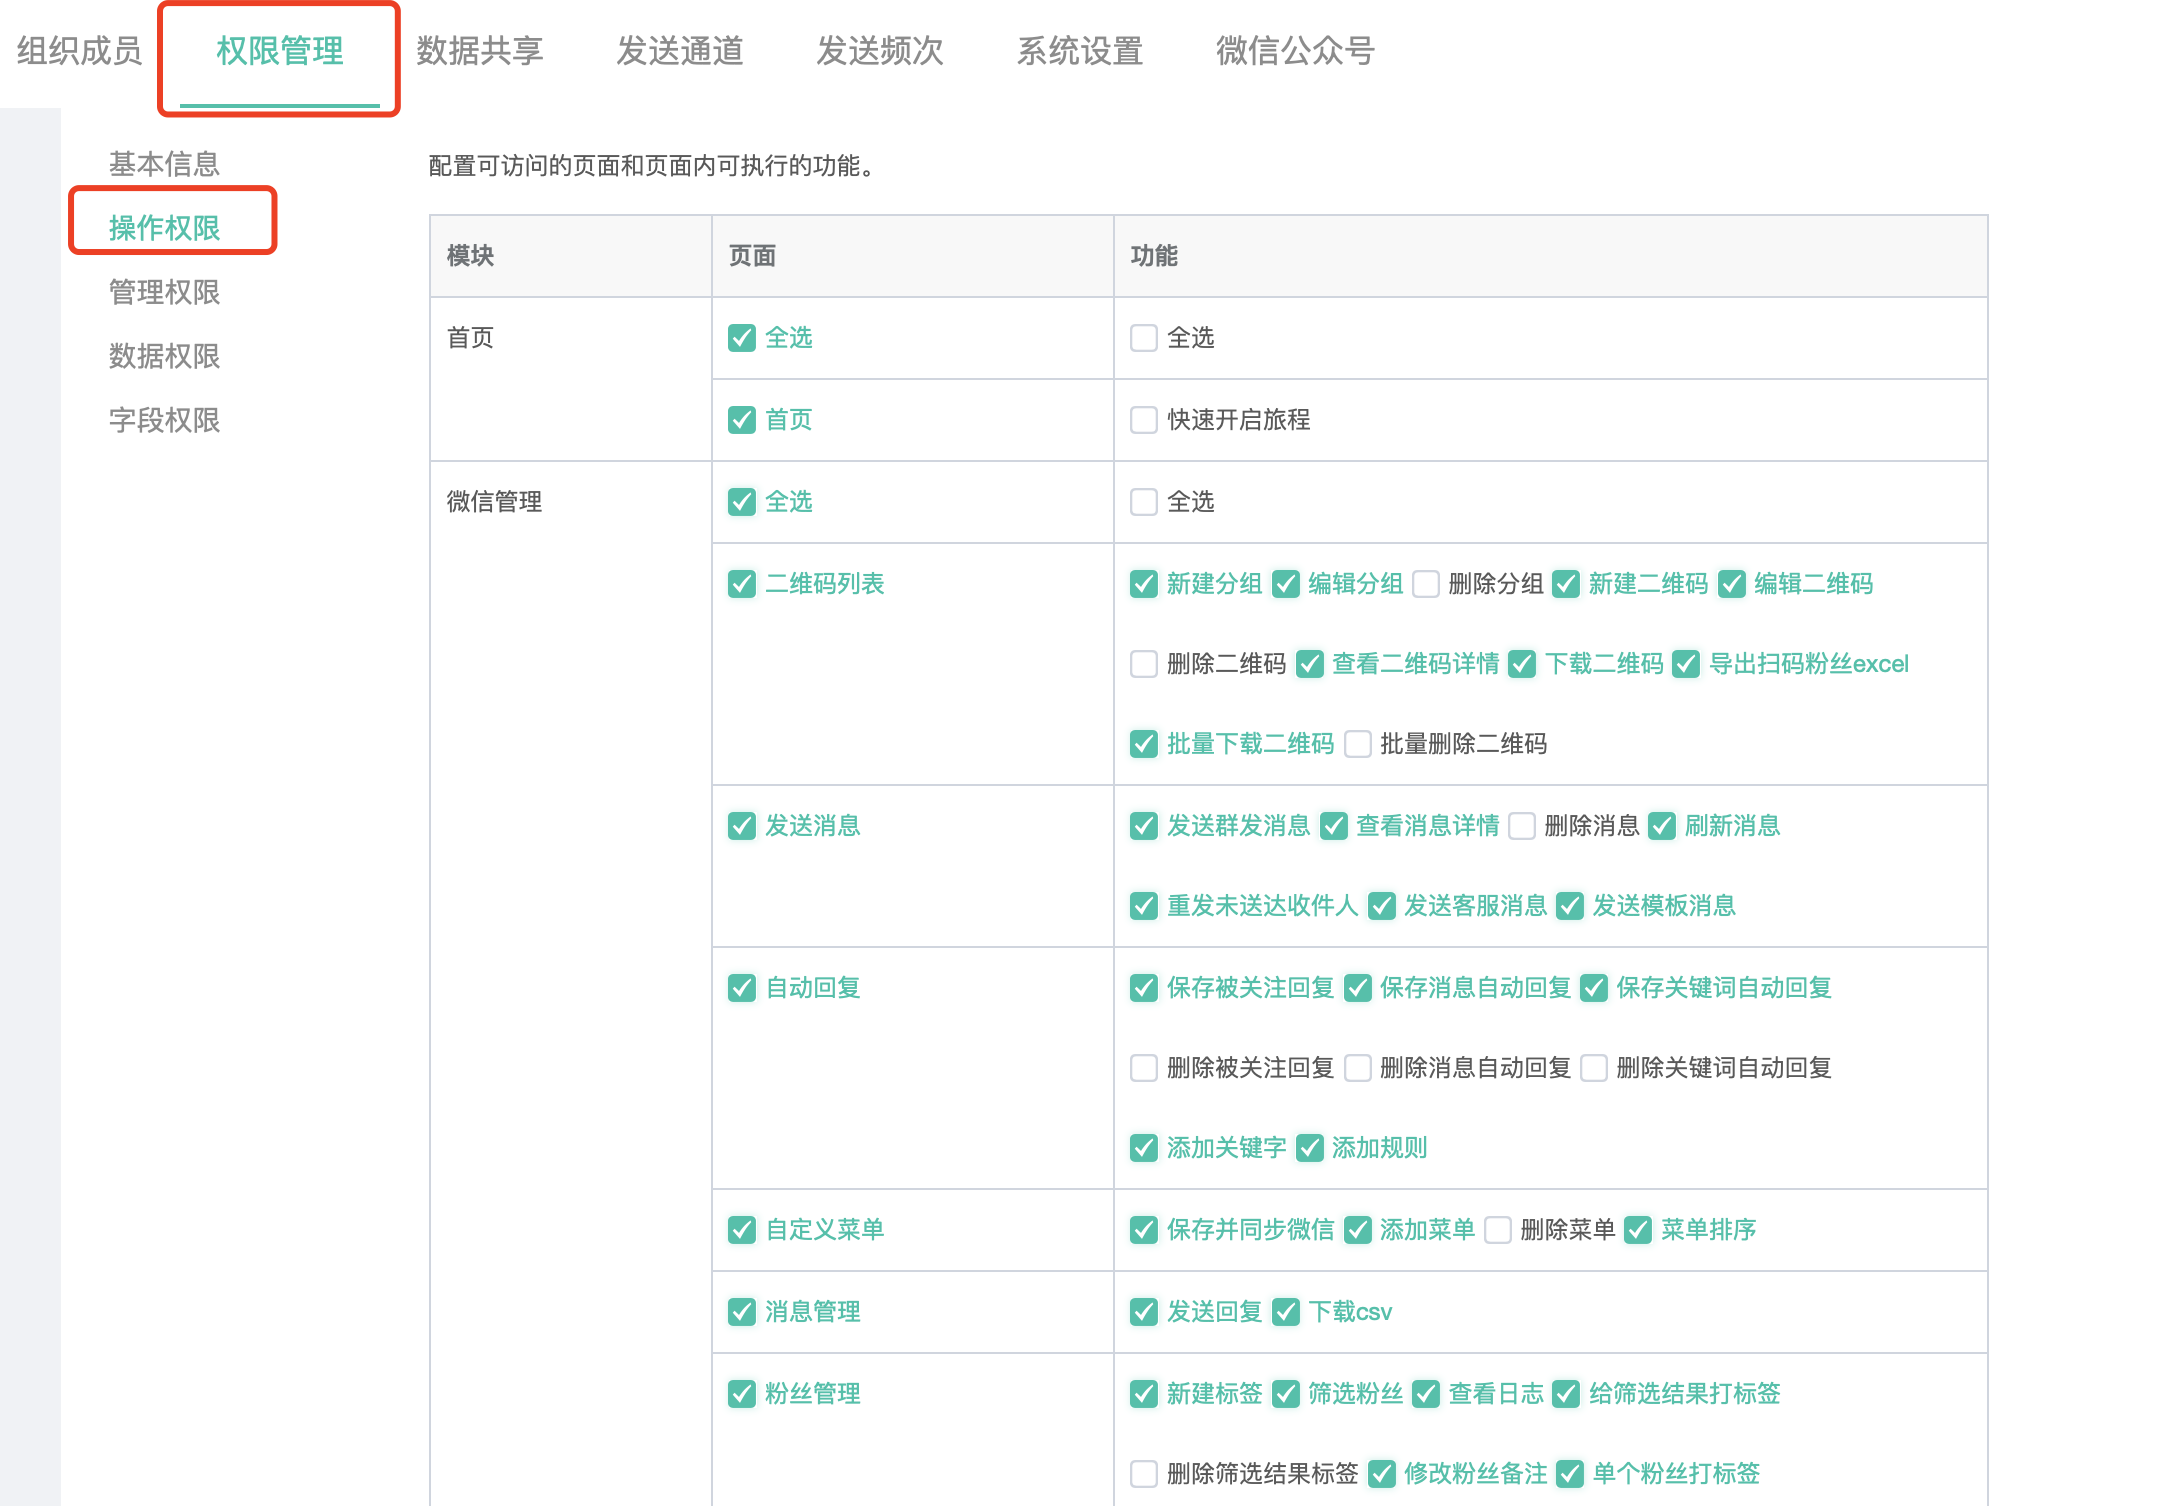 组织成员 权限管理 数据共享 发送通道 发送频次 系统设置 微信公众号
基本信息
操作权限
管理权限
数据权限
字段权限
配置可访问的页面和页面内可执行的功能。
模块 页面 功能
首页 全选 全选
首页 快速开启旅程
微信管理 全选 全选
二维码列表 新建分组 编辑分组 删除分组 新建二维码 编辑二维码
删除二维码 查看二维码详情 下载二维码 导出扫码粉丝excel
批量下载二维码 批量删除二维码
发送消息 发送群发消息 查看消息详情 删除消息 刷新消息
重发未送达收件人 发送客服消息 发送模板消息
自动回复 保存被关注回复 保存消息自动回复 保存关键词自动回复
删除被关注回复 删除消息自动回复 删除关键词自动回复
添加关键字 添加规则
自定义菜单 保存并同步微信 添加菜单 删除菜单 菜单排序
消息管理 发送回复 下载csv
粉丝管理 新建标签 筛选粉丝 查看日志 给筛选结果打标签
删除筛选结果标签 修改粉丝备注 单个粉丝打标签